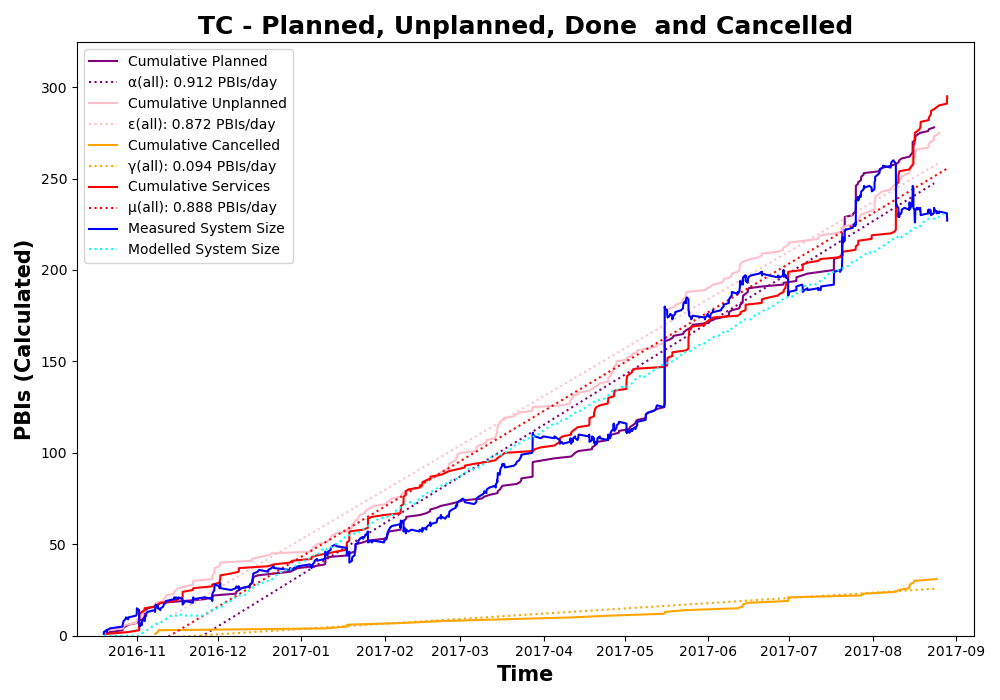 TC - Planned, Unplanned, Done  and Cancelled
Cumulative Planned
α(all): 0.912 PBIs/day
Cumulative Unplanned
ε(all): 0.872 PBIs/day
Cumulative Cancelled
γ(all): 0.094 PBIs/day
Cumulative Services
μ(all): 0.888 PBIs/day
Measured System Size
Modelled System Size
PBIs (Calculated)
300
250
200
150
100
50
0
2016-11 2016-12 2017-01 2017-02 2017-03 2017-04 2017-05 2017-06 2017-07 2017-08 2017-09
Time